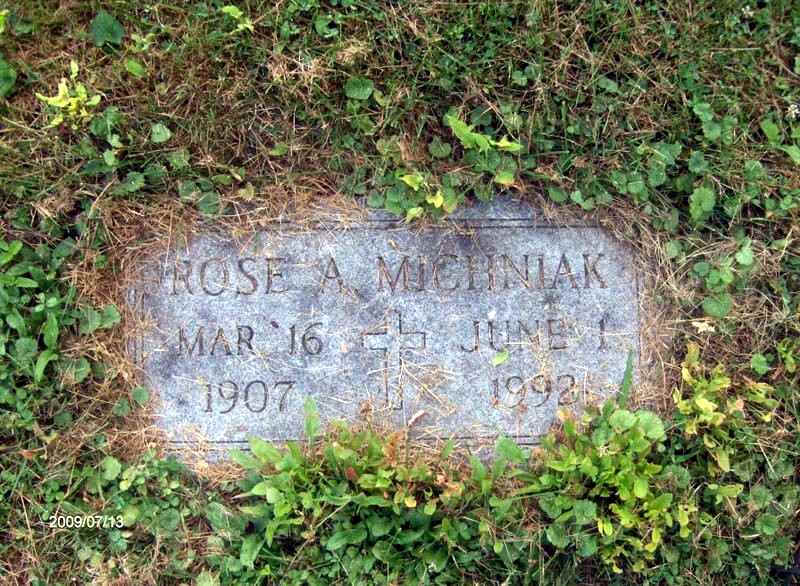 ROSE A. MICHNIAK
MAR 16 JUNE 1
1907 1992
2009/07/13